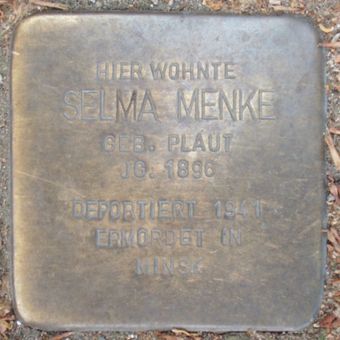 HIER WOHNTE
SELMA MENKE
GEB. PLAUT
JG. 1896
DEPORTIERT 1941
ERMORDET IN
MINSK